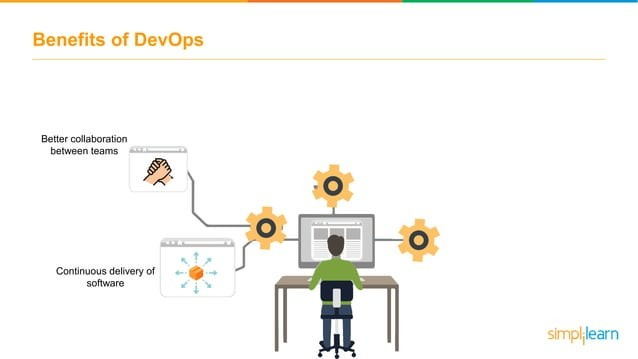 Benefits of DevOps
Better collaboration
between teams
Continuous delivery of
software
simplilearn